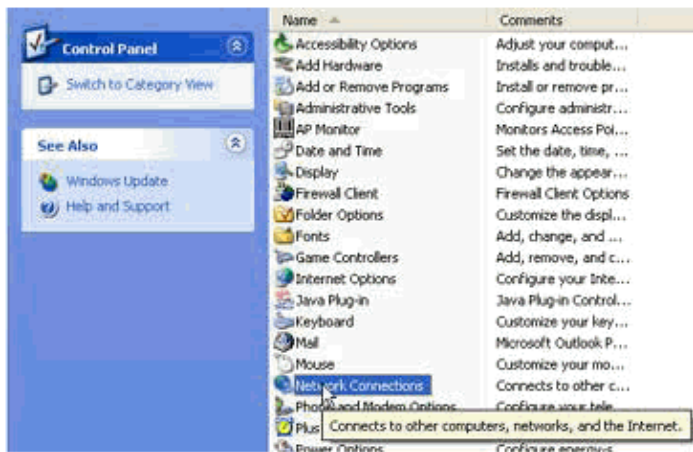 Control Panel
Switch to Category View
See Also
Windows Update
Help and Support
Name Comments
Accessibility Options Adjust your comput...
Add Hardware Installs and trouble...
Add or Remove Programs Install or remove pr...
Administrative Tools Configure administr...
AP Monitor Monitors Access Poi...
Date and Time Set the date, time, ...
Display Change the appear...
Firewall Client Firewall Client Options
Folder Options Customize the displ...
Fonts Add, change, and ...
Game Controllers Add, remove, and c...
Internet Options Configure your Inte...
Java Plug-in Java Plug-in Control...
Keyboard Customize your key...
Mail Microsoft Outlook P...
Mouse Customize your mo...
Network Connections Connects to other c...
Phone and Modem Options Configure your tele...
Plus
Connects to other computers, networks, and the Internet.
Power Options Configure energy-s...